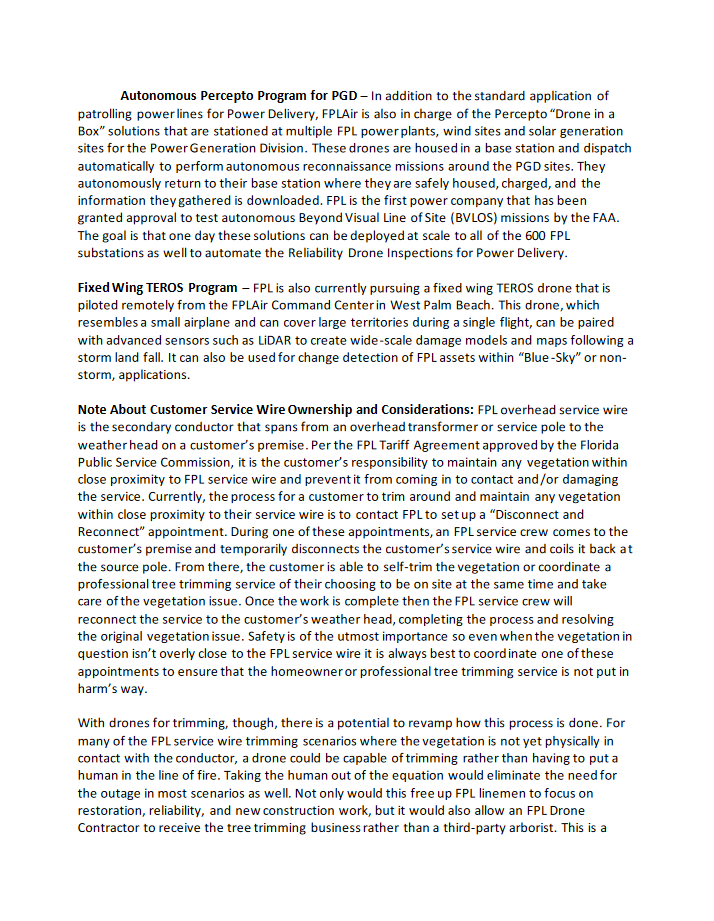 Autonomous Percepto Program for PGD – In addition to the standard application of
patrolling power lines for Power Delivery, FPLAir is also in charge of the Percepto “Drone in a
Box” solutions that are stationed at multiple FPL power plants, wind sites and solar generation
sites for the Power Generation Division. These drones are housed in a base station and dispatch
automatically to perform autonomous reconnaissance missions around the PGD sites. They
autonomously return to their base station where they are safely housed, charged, and the
information they gathered is downloaded. FPL is the first power company that has been
granted approval to test autonomous Beyond Visual Line of Site (BVLOS) missions by the FAA.
The goal is that one day these solutions can be deployed at scale to all of the 600 FPL
substations as well to automate the Reliability Drone Inspections for Power Delivery.
Fixed Wing TEROS Program – FPL is also currently pursuing a fixed wing TEROS drone that is
piloted remotely from the FPLAir Command Center in West Palm Beach. This drone, which
resembles a small airplane and can cover large territories during a single flight, can be paired
with advanced sensors such as LiDAR to create wide-scale damage models and maps following a
storm land fall. It can also be used for change detection of FPL assets within “Blue-Sky” or non-
storm, applications.
Note About Customer Service Wire Ownership and Considerations: FPL overhead service wire
is the secondary conductor that spans from an overhead transformer or service pole to the
weather head on a customer’s premise. Per the FPL Tariff Agreement approved by the Florida
Public Service Commission, it is the customer’s responsibility to maintain any vegetation within
close proximity to FPL service wire and prevent it from coming in to contact and/or damaging
the service. Currently, the process for a customer to trim around and maintain any vegetation
within close proximity to their service wire is to contact FPL to set up a “Disconnect and
Reconnect” appointment. During one of these appointments, an FPL service crew comes to the
customer’s premise and temporarily disconnects the customer’s service wire and coils it back at
the source pole. From there, the customer is able to self-trim the vegetation or coordinate a
professional tree trimming service of their choosing to be on site at the same time and take
care of the vegetation issue. Once the work is complete then the FPL service crew will
reconnect the service to the customer’s weather head, completing the process and resolving
the original vegetation issue. Safety is of the utmost importance so even when the vegetation in
question isn’t overly close to the FPL service wire it is always best to coordinate one of these
appointments to ensure that the homeowner or professional tree trimming service is not put in
harm’s way.
With drones for trimming, though, there is a potential to revamp how this process is done. For
many of the FPL service wire trimming scenarios where the vegetation is not yet physically in
contact with the conductor, a drone could be capable of trimming rather than having to put a
human in the line of fire. Taking the human out of the equation would eliminate the need for
the outage in most scenarios as well. Not only would this free up FPL linemen to focus on
restoration, reliability, and new construction work, but it would also allow an FPL Drone
Contractor to receive the tree trimming business rather than a third-party arborist. This is a